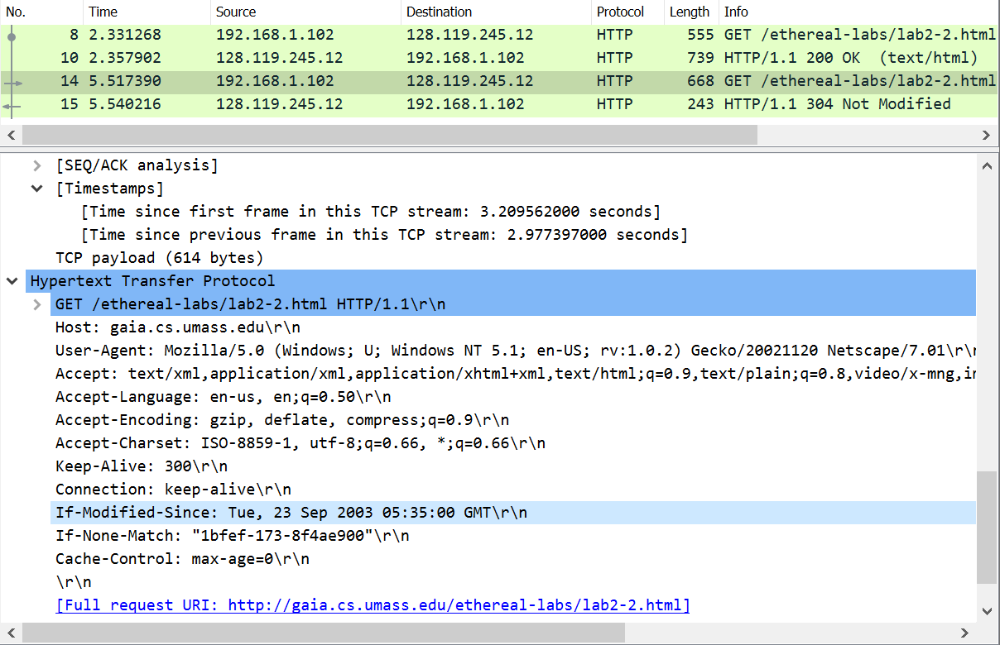 No. Time Source Destination Protocol Length Info
8 2.331268 192.168.1.102 128.119.245.12 HTTP 555 GET /ethereal-labs/lab2-2.html
10 2.357902 128.119.245.12 192.168.1.102 HTTP 739 HTTP/1.1 200 OK  (text/html)
14 5.517390 192.168.1.102 128.119.245.12 HTTP 668 GET /ethereal-labs/lab2-2.html
15 5.540216 128.119.245.12 192.168.1.102 HTTP 243 HTTP/1.1 304 Not Modified
[SEQ/ACK analysis]
[Timestamps]
[Time since first frame in this TCP stream: 3.209562000 seconds]
[Time since previous frame in this TCP stream: 2.977397000 seconds]
TCP payload (614 bytes)
Hypertext Transfer Protocol
GET /ethereal-labs/lab2-2.html HTTP/1.1\r\n
Host: gaia.cs.umass.edu\r\n
User-Agent: Mozilla/5.0 (Windows; U; Windows NT 5.1; en-US; rv:1.0.2) Gecko/20021120 Netscape/7.01\r\n
Accept: text/xml,application/xml,application/xhtml+xml,text/html;q=0.9,text/plain;q=0.8,video/x-mng,i
Accept-Language: en-us, en;q=0.50\r\n
Accept-Encoding: gzip, deflate, compress;q=0.9\r\n
Accept-Charset: ISO-8859-1, utf-8;q=0.66, *;q=0.66\r\n
Keep-Alive: 300\r\n
Connection: keep-alive\r\n
If-Modified-Since: Tue, 23 Sep 2003 05:35:00 GMT\r\n
If-None-Match: "1bfef-173-8f4ae900"\r\n
Cache-Control: max-age=0\r\n
\r\n
[Full request URI: http://gaia.cs.umass.edu/ethereal-labs/lab2-2.html]